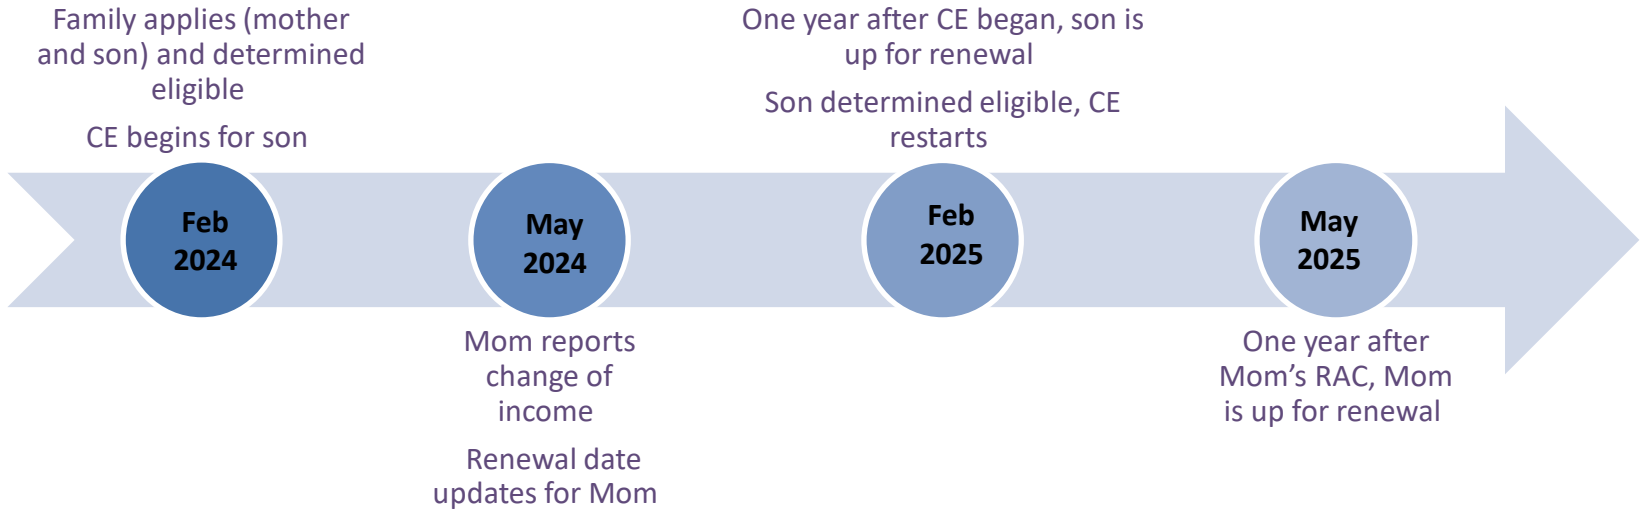 Family applies (mother
and son) and determined
eligible
CE begins for son
Feb
2024
Mom reports
change of
income
Renewal date
updates for Mom
May
2024
One year after CE began, son is
up for renewal
Son determined eligible, CE
restarts
Feb
2025
May
2025
One year after
Mom’s RAC, Mom
is up for renewal